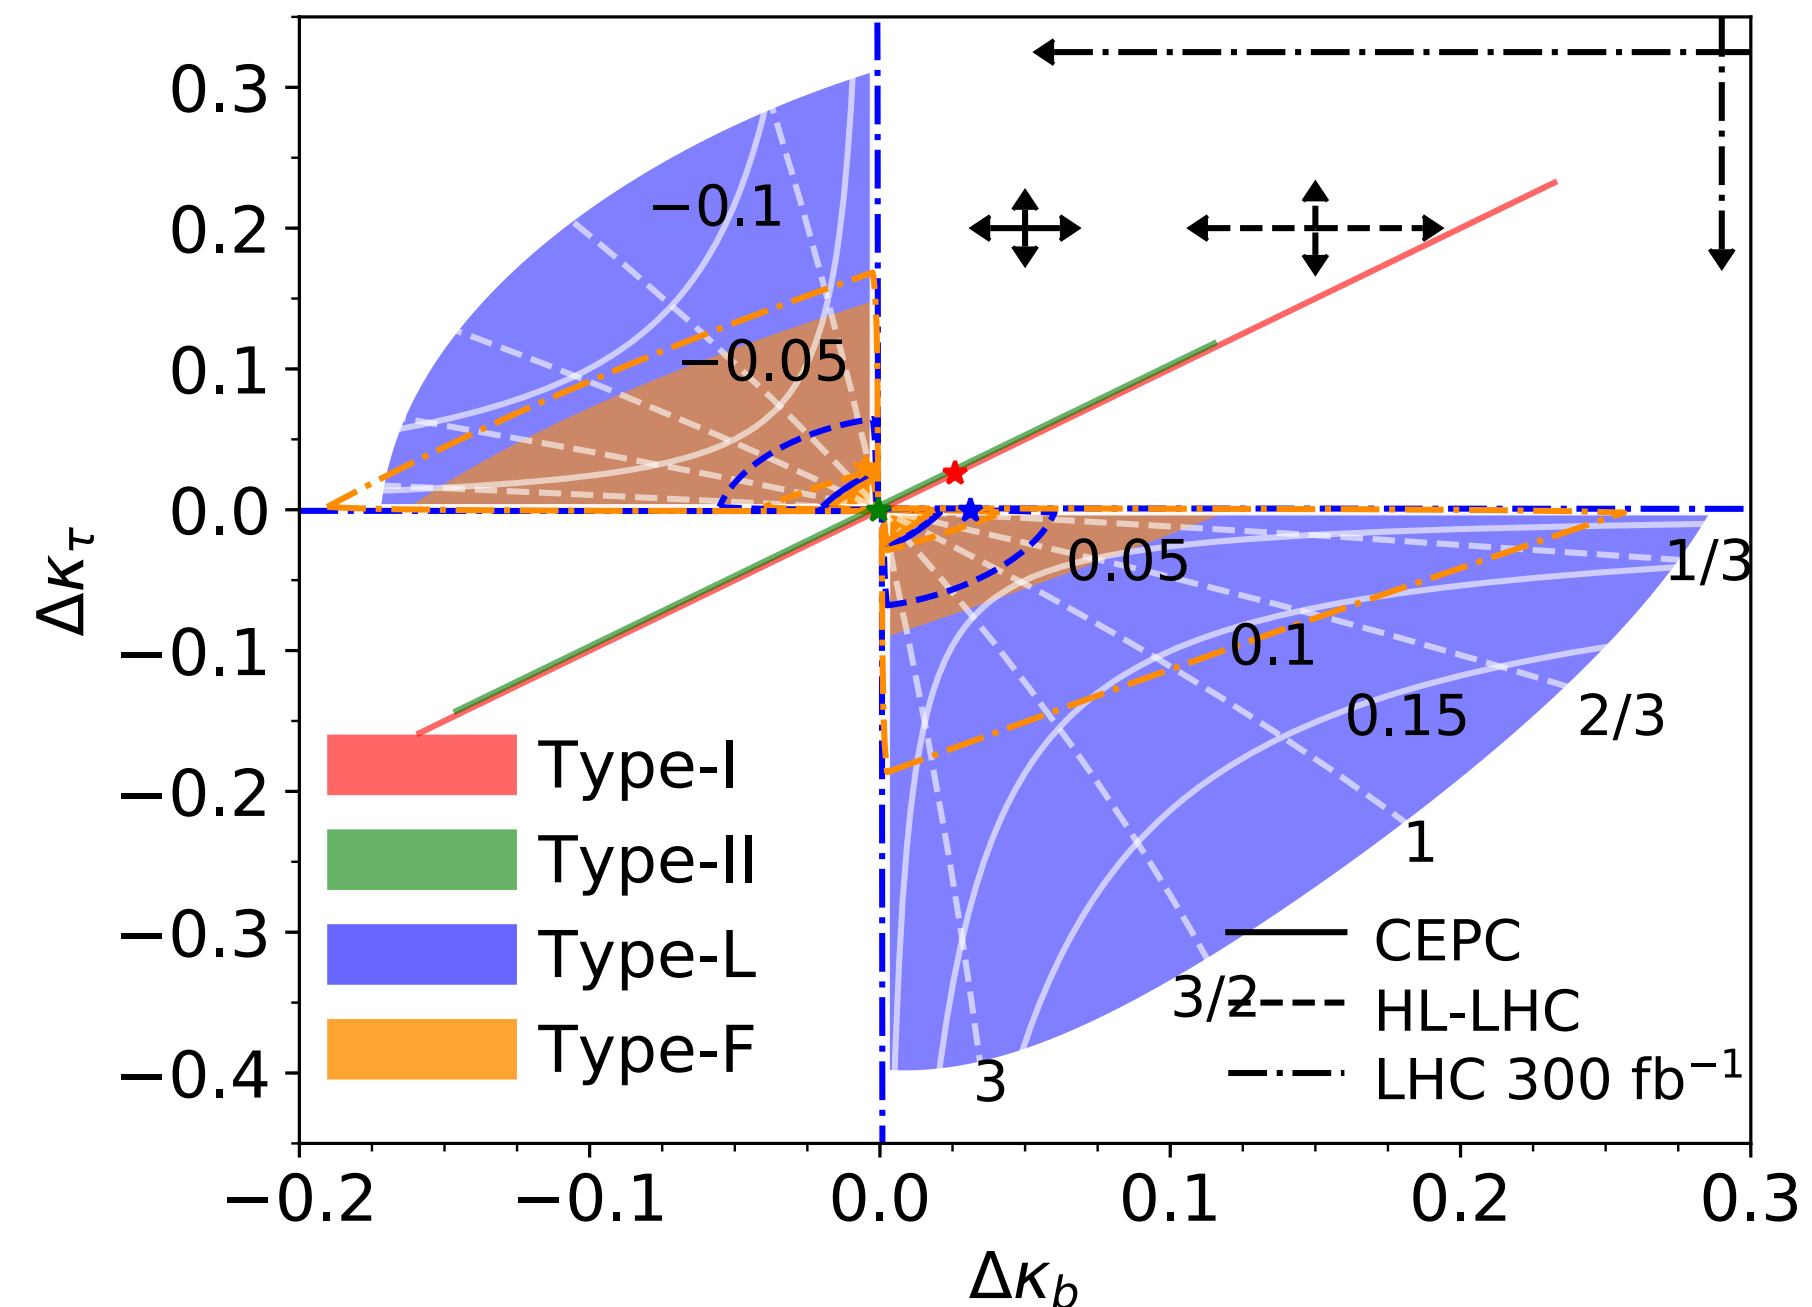 0.3
0.2
0.1
0.0
−0.1
−0.2
−0.3
−0.4
Δκτ
−0.1
−0.05
0.05
0.1
0.15
1/3
2/3
1
3/2
3
Type-I
Type-II
Type-L
Type-F
CEPC
HL-LHC
LHC 300 fb⁻¹
−0.2 −0.1 0.0 0.1 0.2 0.3
Δκb